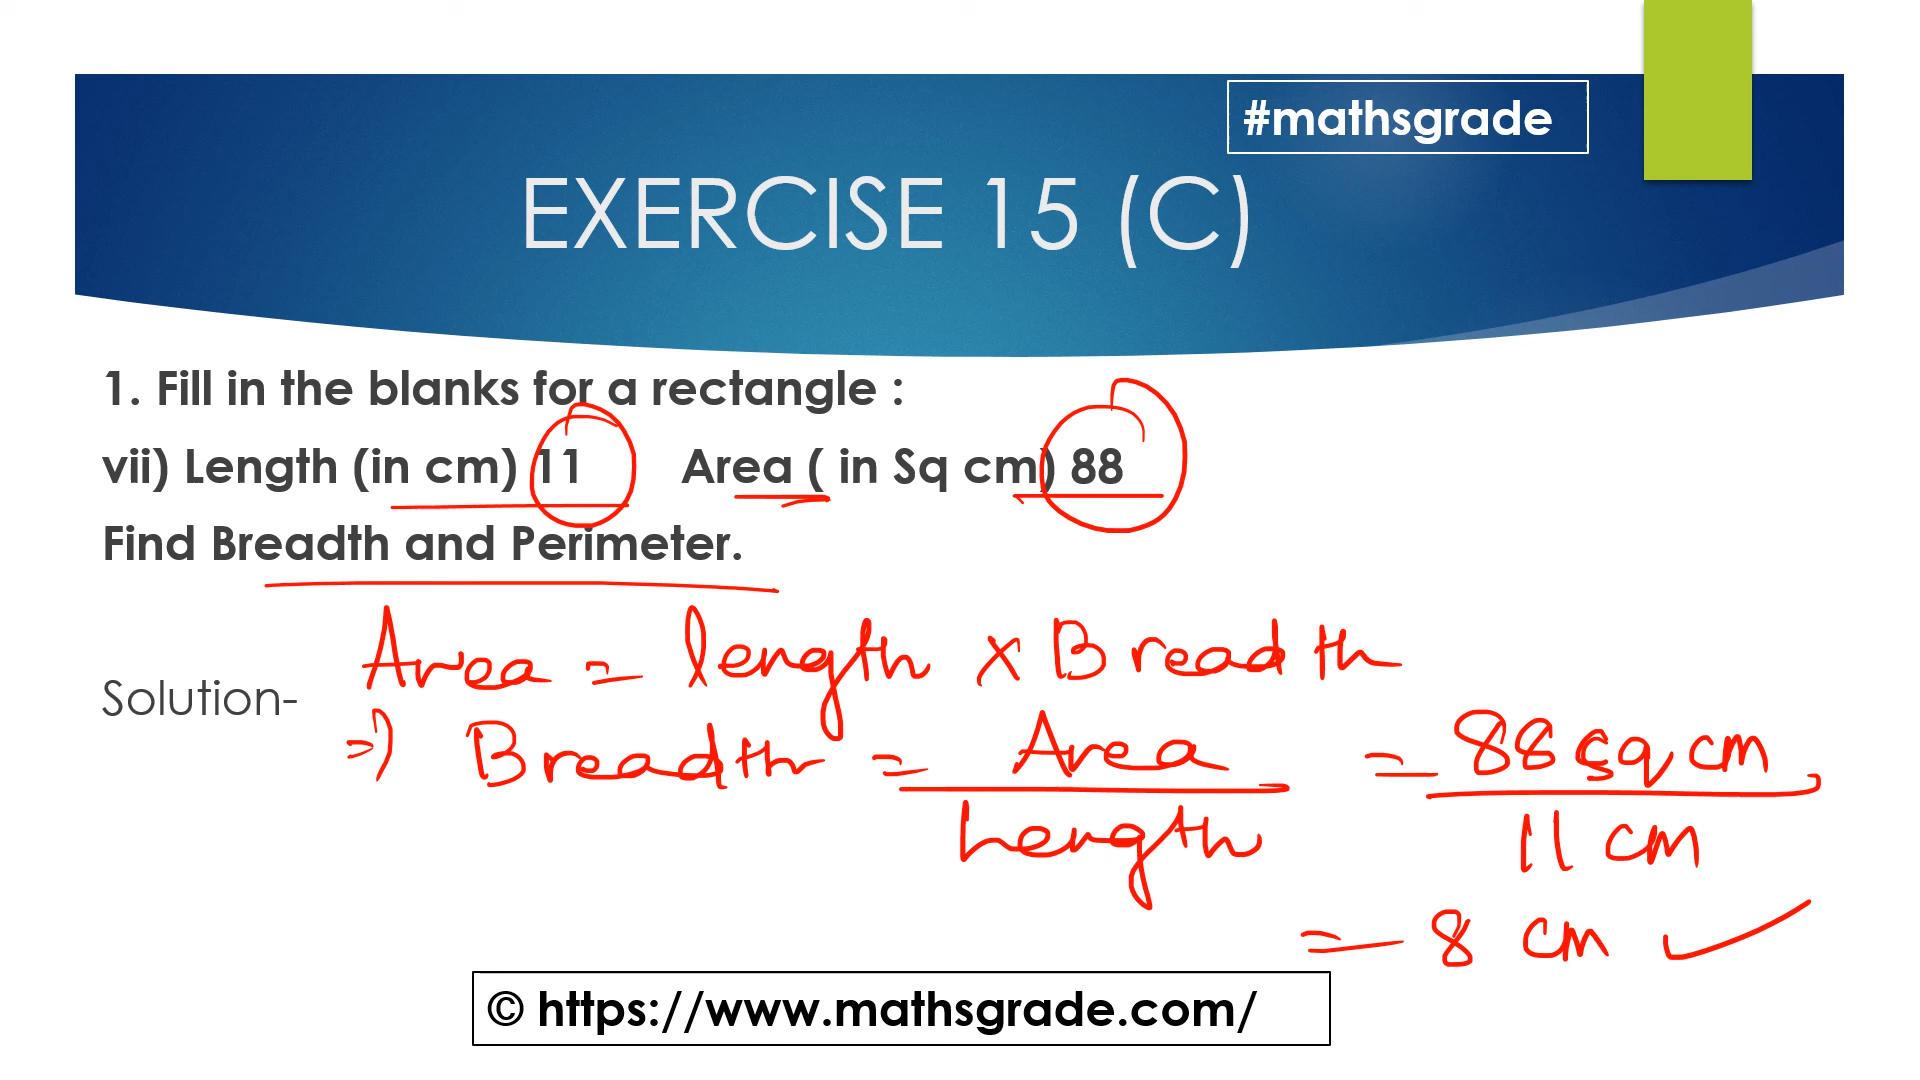 #mathsgrade
EXERCISE 15 (C)
1. Fill in the blanks for a rectangle :
vii) Length (in cm) 11 Area ( in Sq cm) 88
Find Breadth and Perimeter.
Area = length × Breadth
Solution-
⇒ Breadth = Area / Length = 88 sq cm / 11 cm
= 8 cm ✓
© https://www.mathsgrade.com/